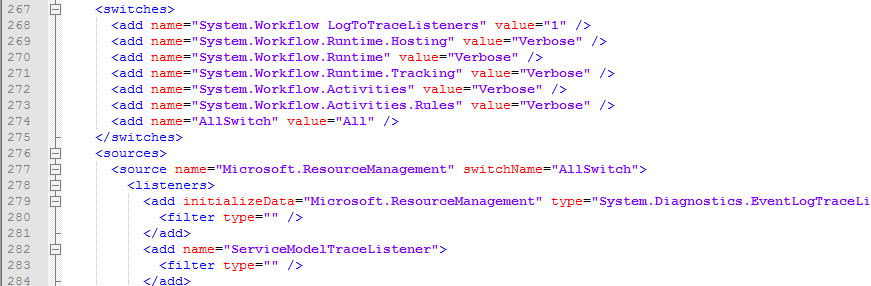 267 <switches>
268 <add name="System.Workflow LogToTraceListeners" value="1" />
269 <add name="System.Workflow.Runtime.Hosting" value="Verbose" />
270 <add name="System.Workflow.Runtime" value="Verbose" />
271 <add name="System.Workflow.Runtime.Tracking" value="Verbose" />
272 <add name="System.Workflow.Activities" value="Verbose" />
273 <add name="System.Workflow.Activities.Rules" value="Verbose" />
274 <add name="AllSwitch" value="All" />
275 </switches>
276 <sources>
277 <source name="Microsoft.ResourceManagement" switchName="AllSwitch">
278 <listeners>
279 <add initializeData="Microsoft.ResourceManagement" type="System.Diagnostics.EventLogTraceLi
280 <filter type="" />
281 </add>
282 <add name="ServiceModelTraceListener">
283 <filter type="" />
284 </add>